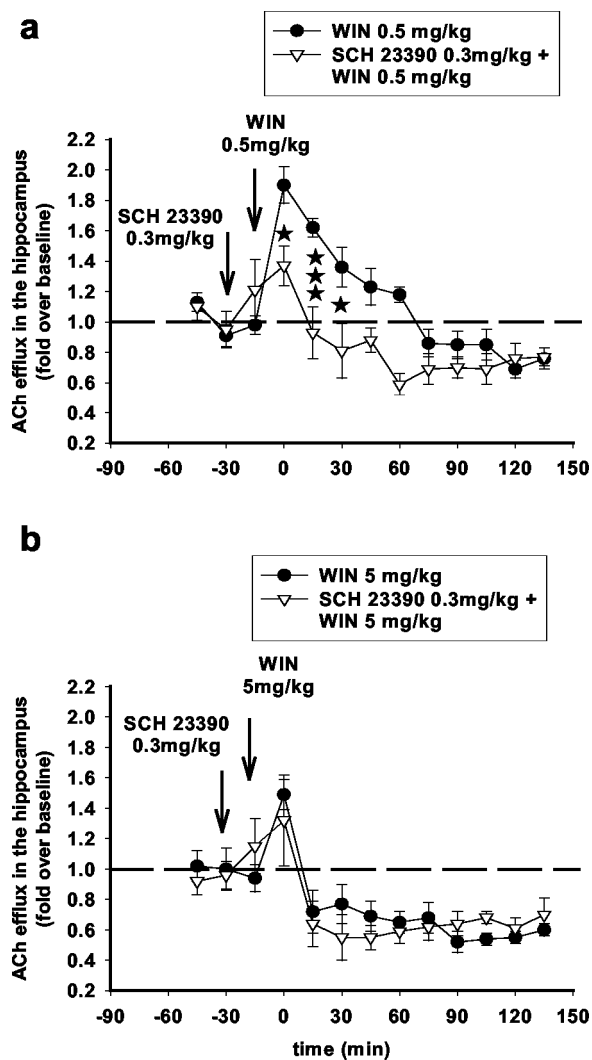 a
WIN 0.5 mg/kg
SCH 23390 0.3mg/kg +
WIN 0.5 mg/kg
WIN
0.5mg/kg
SCH 23390
0.3mg/kg
ACh efflux in the hippocampus
(fold over baseline)
2.2
2.0
1.8
1.6
1.4
1.2
1.0
0.8
0.6
0.4
0.2
-90 -60 -30 0 30 60 90 120 150
b
WIN 5 mg/kg
SCH 23390 0.3mg/kg +
WIN 5 mg/kg
WIN
5mg/kg
SCH 23390
0.3mg/kg
ACh efflux in the hippocampus
(fold over baseline)
2.2
2.0
1.8
1.6
1.4
1.2
1.0
0.8
0.6
0.4
0.2
-90 -60 -30 0 30 60 90 120 150
time (min)